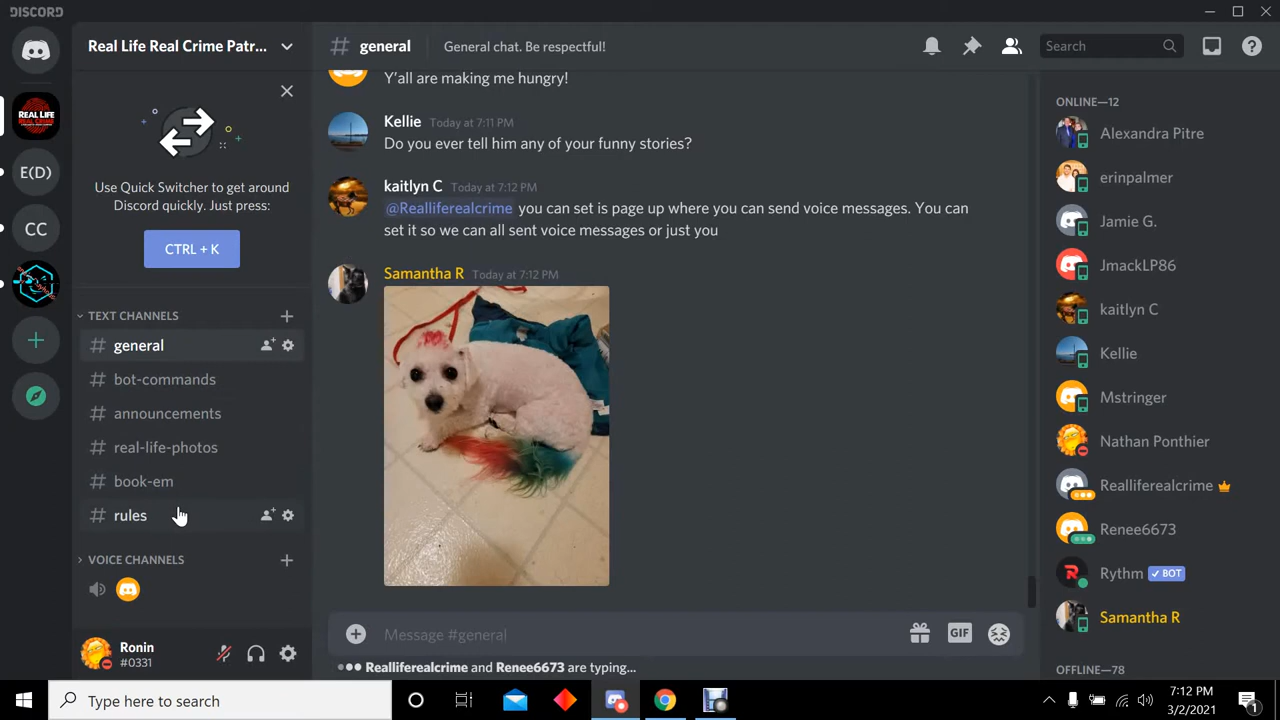 DISCORD
Real Life Real Crime Patr...
general
General chat. Be respectful!
Search
Use Quick Switcher to get around
Discord quickly. Just press:
CTRL + K
REAL LIFE
REAL CRIME
E(D)
CC
TEXT CHANNELS
general
bot-commands
announcements
real-life-photos
book-em
rules
VOICE CHANNELS
Ronin
#0331
Y'all are making me hungry!
Kellie Today at 7:11 PM
Do you ever tell him any of your funny stories?
kaitlyn C Today at 7:12 PM
@Realliferealcrime you can set is page up where you can send voice messages. You can
set it so we can all sent voice messages or just you
Samantha R Today at 7:12 PM
Message #general
GIF
Realliferealcrime and Renee6673 are typing...
ONLINE—12
Alexandra Pitre
erinpalmer
Jamie G.
JmackLP86
kaitlyn C
Kellie
Mstringer
Nathan Ponthier
Realliferealcrime
Renee6673
Rythm ✓ BOT
Samantha R
OFFLINE—78
Type here to search
7:12 PM
3/2/2021
1